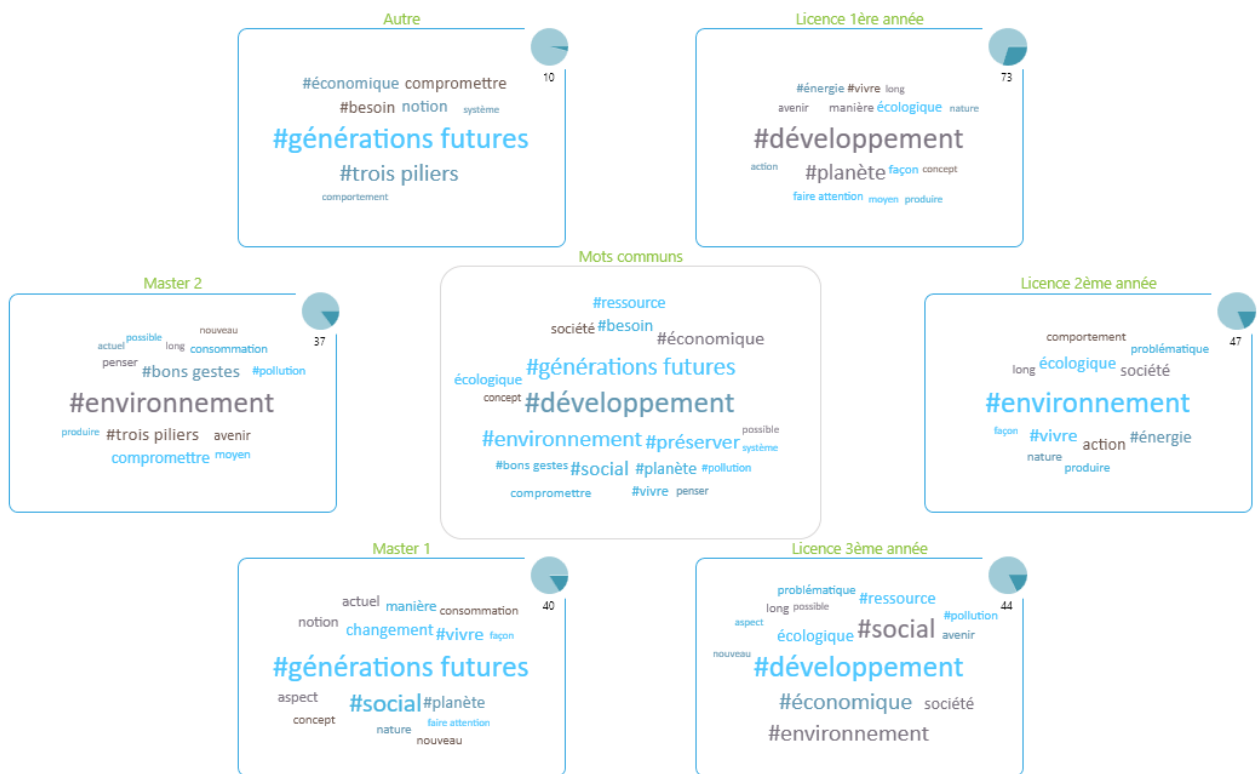 Autre
10
#économique compromettre
#besoin notion système
#générations futures
#trois piliers
comportement
Licence 1ère année
73
#énergie #vivre long
avenir manière écologique nature
#développement
action #planète façon concept
faire attention moyen produire
Master 2
37
nouveau
actuel possible long consommation
penser #bons gestes #pollution
#environnement
produire #trois piliers avenir
compromettre moyen
Mots communs
#ressource
société #besoin #économique
#générations futures
écologique
concept #développement
#environnement #préserver possible
système
#bons gestes #social #planète #pollution
compromettre #vivre penser
Licence 2ème année
47
comportement
problématique
long écologique société
#environnement
façon #vivre action #énergie
nature
produire
Master 1
40
actuel manière consommation
notion changement #vivre façon
#générations futures
aspect #social #planète
concept nature faire attention
nouveau
Licence 3ème année
44
problématique #ressource
long possible #pollution
aspect écologique #social avenir
nouveau #développement
#économique société
#environnement